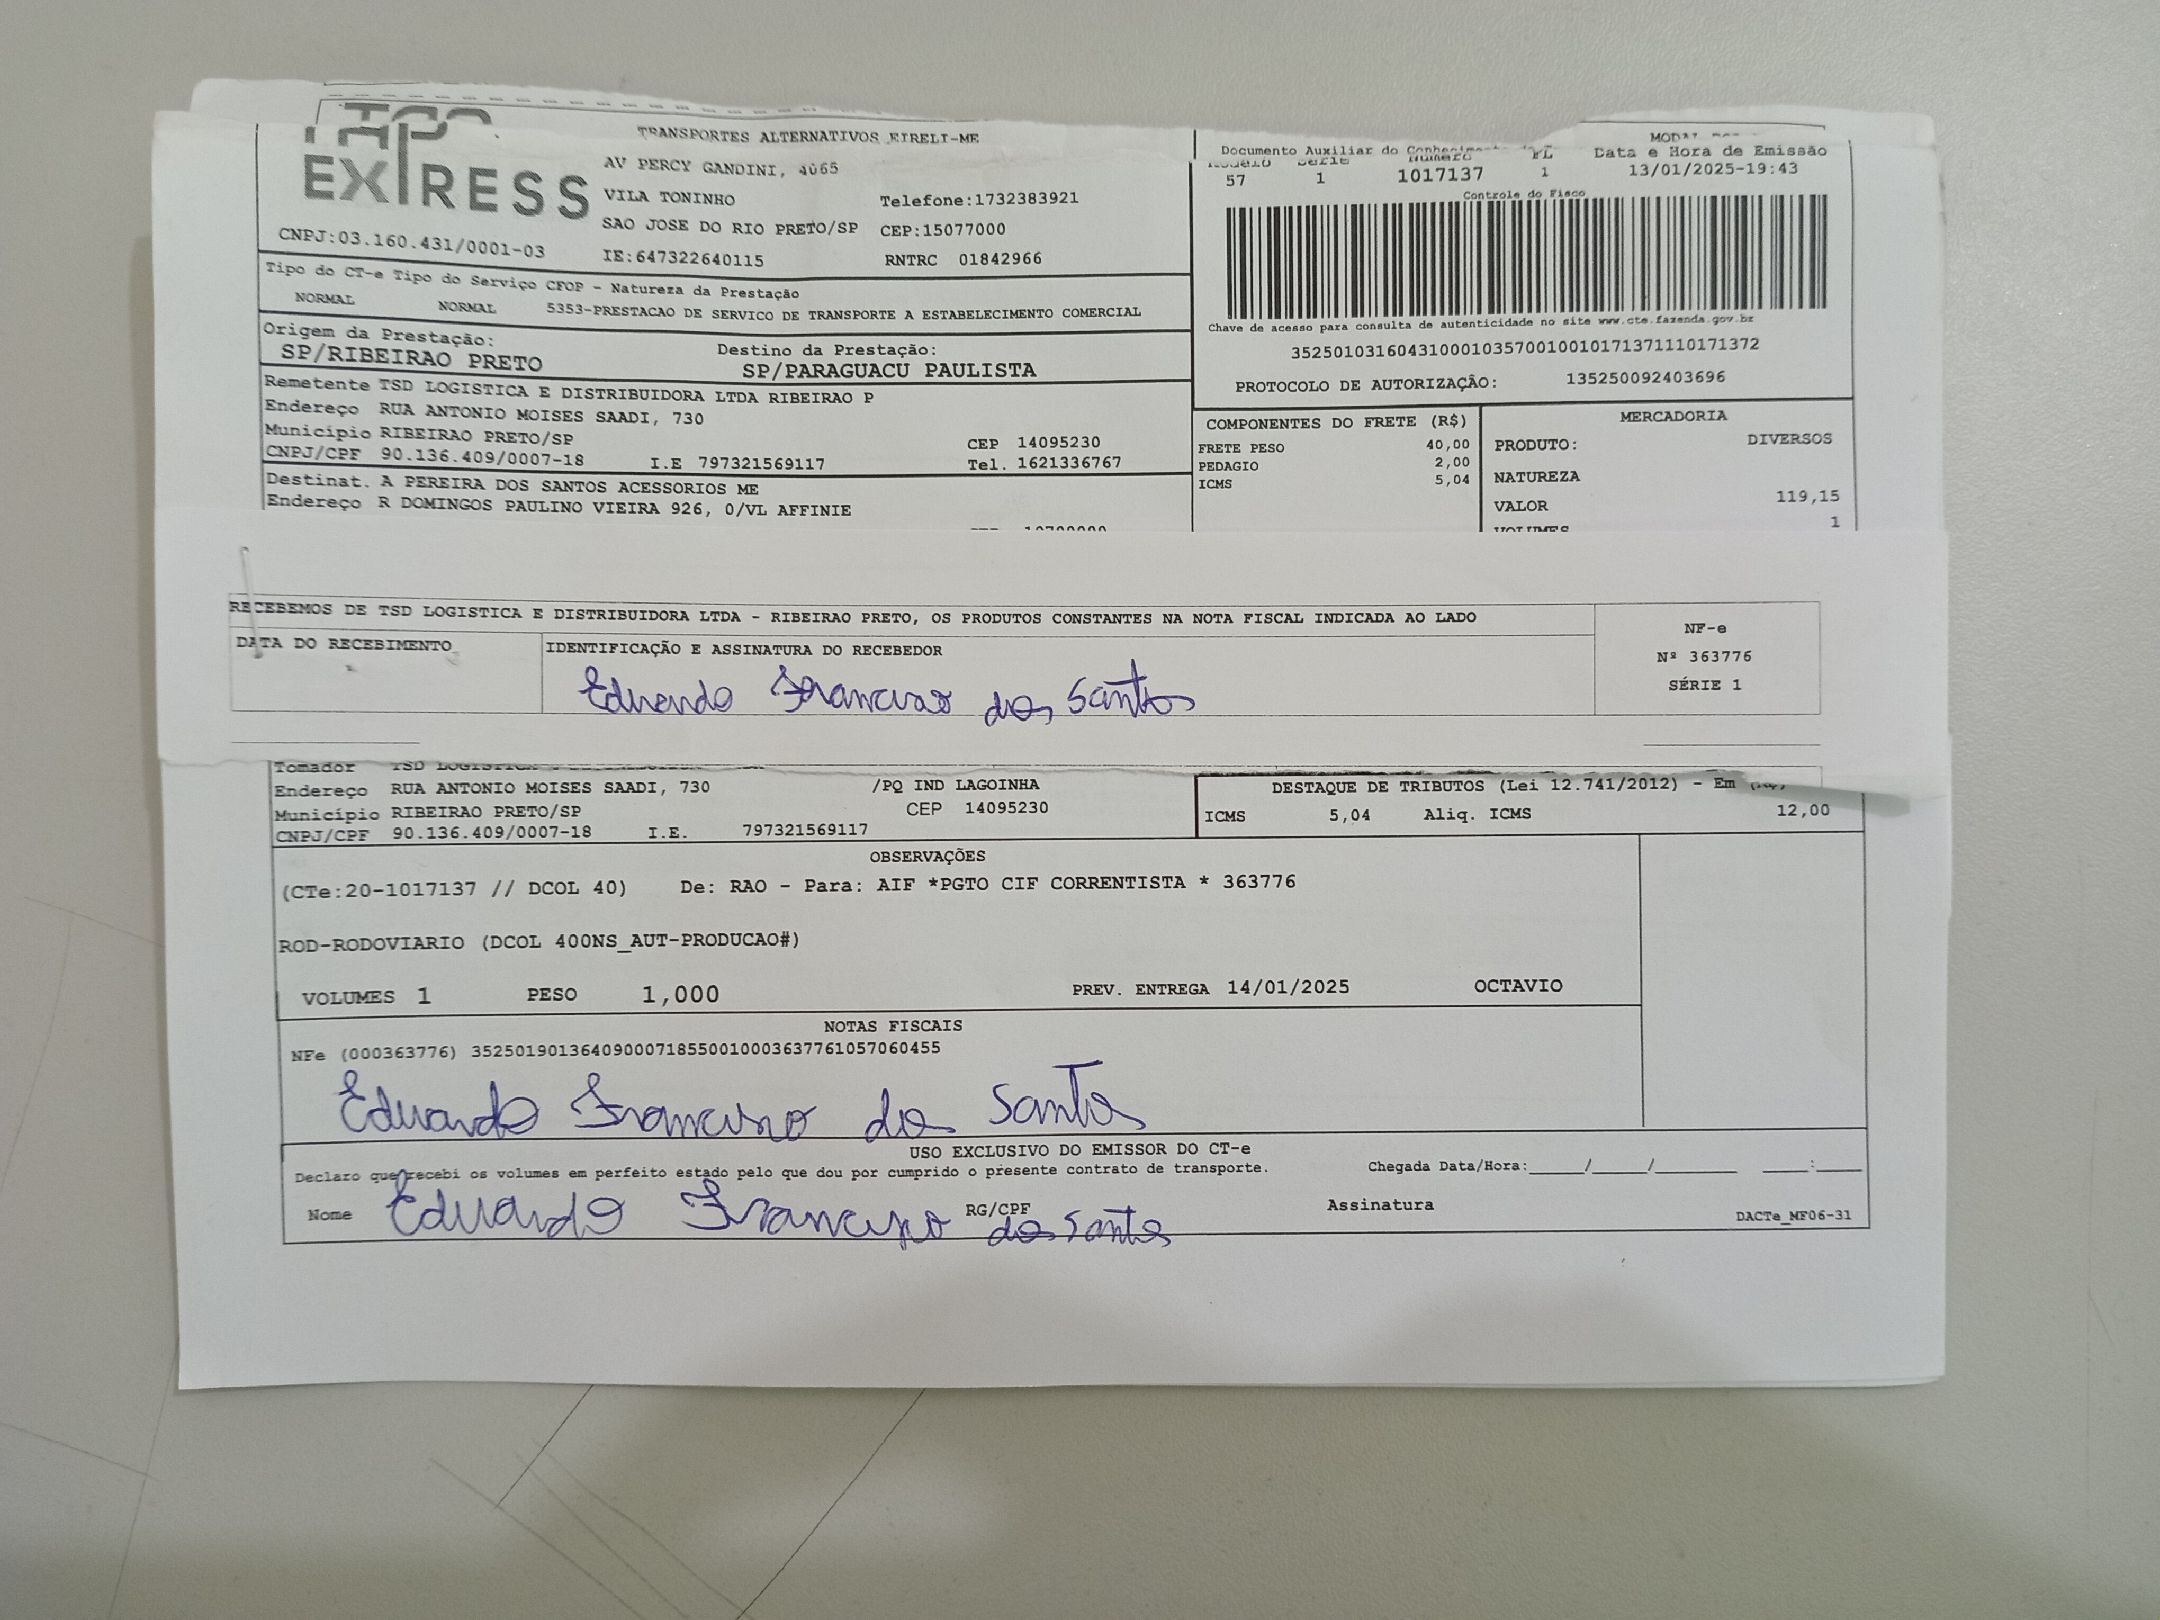 EXPRESS
TRANSPORTES ALTERNATIVOS EIRELI-ME
AV PERCY GANDINI, 4065
VILA TONINHO Telefone:1732383921
SAO JOSE DO RIO PRETO/SP CEP:15077000
CNPJ:03.160.431/0001-03 IE:647322640115 RNTRC 01842966
Documento Auxiliar do
57 1 1017137 1
Data e Hora de Emissão
13/01/2025-19:43
Controle do Fisco
Chave de acesso para consulta de autenticidade no site www.cte.fazenda.gov.br
35250103160431000103570010010171371110171372
PROTOCOLO DE AUTORIZAÇÃO: 135250092403696
Tipo do CT-e Tipo do Serviço CFOP - Natureza da Prestação
NORMAL NORMAL 5353-PRESTACAO DE SERVICO DE TRANSPORTE A ESTABELECIMENTO COMERCIAL
Origem da Prestação: Destino da Prestação:
SP/RIBEIRAO PRETO SP/PARAGUACU PAULISTA
Remetente TSD LOGISTICA E DISTRIBUIDORA LTDA RIBEIRAO P
Endereço RUA ANTONIO MOISES SAADI, 730
Município RIBEIRAO PRETO/SP CEP 14095230
CNPJ/CPF 90.136.409/0007-18 I.E 797321569117 Tel. 1621336767
Destinat. A PEREIRA DOS SANTOS ACESSORIOS ME
Endereço R DOMINGOS PAULINO VIEIRA 926, 0/VL AFFINIE
COMPONENTES DO FRETE (R$)
FRETE PESO 40,00
PEDAGIO 2,00
ICMS 5,04
MERCADORIA
PRODUTO: DIVERSOS
NATUREZA
VALOR 119,15
VOLUMES 1
RECEBEMOS DE TSD LOGISTICA E DISTRIBUIDORA LTDA - RIBEIRAO PRETO, OS PRODUTOS CONSTANTES NA NOTA FISCAL INDICADA AO LADO
DATA DO RECEBIMENTO IDENTIFICAÇÃO E ASSINATURA DO RECEBEDOR
Eduardo Francisco dos Santos
NF-e
Nº 363776
SÉRIE 1
Tomador TSD LOGISTICA
Endereço RUA ANTONIO MOISES SAADI, 730 /PQ IND LAGOINHA
Município RIBEIRAO PRETO/SP CEP 14095230
CNPJ/CPF 90.136.409/0007-18 I.E. 797321569117
DESTAQUE DE TRIBUTOS (Lei 12.741/2012) - Em
ICMS 5,04 Aliq. ICMS 12,00
OBSERVAÇÕES
(CTe:20-1017137 // DCOL 40) De: RAO - Para: AIF *PGTO CIF CORRENTISTA * 363776
ROD-RODOVIARIO (DCOL 400NS_AUT-PRODUCAO#)
VOLUMES 1 PESO 1,000 PREV. ENTREGA 14/01/2025 OCTAVIO
NOTAS FISCAIS
NFe (000363776) 35250190136409000718550010003637761057060455
Eduardo Francisco dos Santos
USO EXCLUSIVO DO EMISSOR DO CT-e
Declaro que recebi os volumes em perfeito estado pelo que dou por cumprido o presente contrato de transporte. Chegada Data/Hora:____/____/______ ____:____
Nome Eduardo Francisco dos Santos RG/CPF Assinatura
DACTe_MF06-31